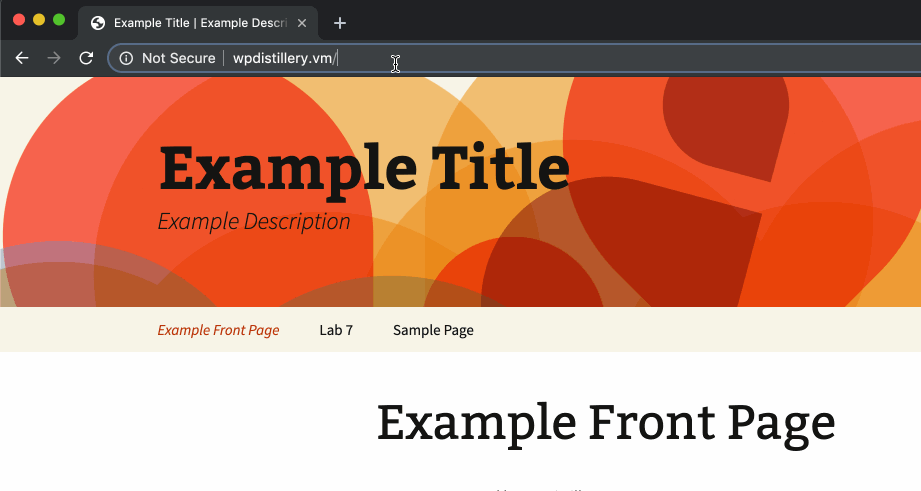 Example Title | Example Descri
Not Secure | wpdistillery.vm/
Example Title
Example Description
Example Front Page
Lab 7
Sample Page
Example Front Page